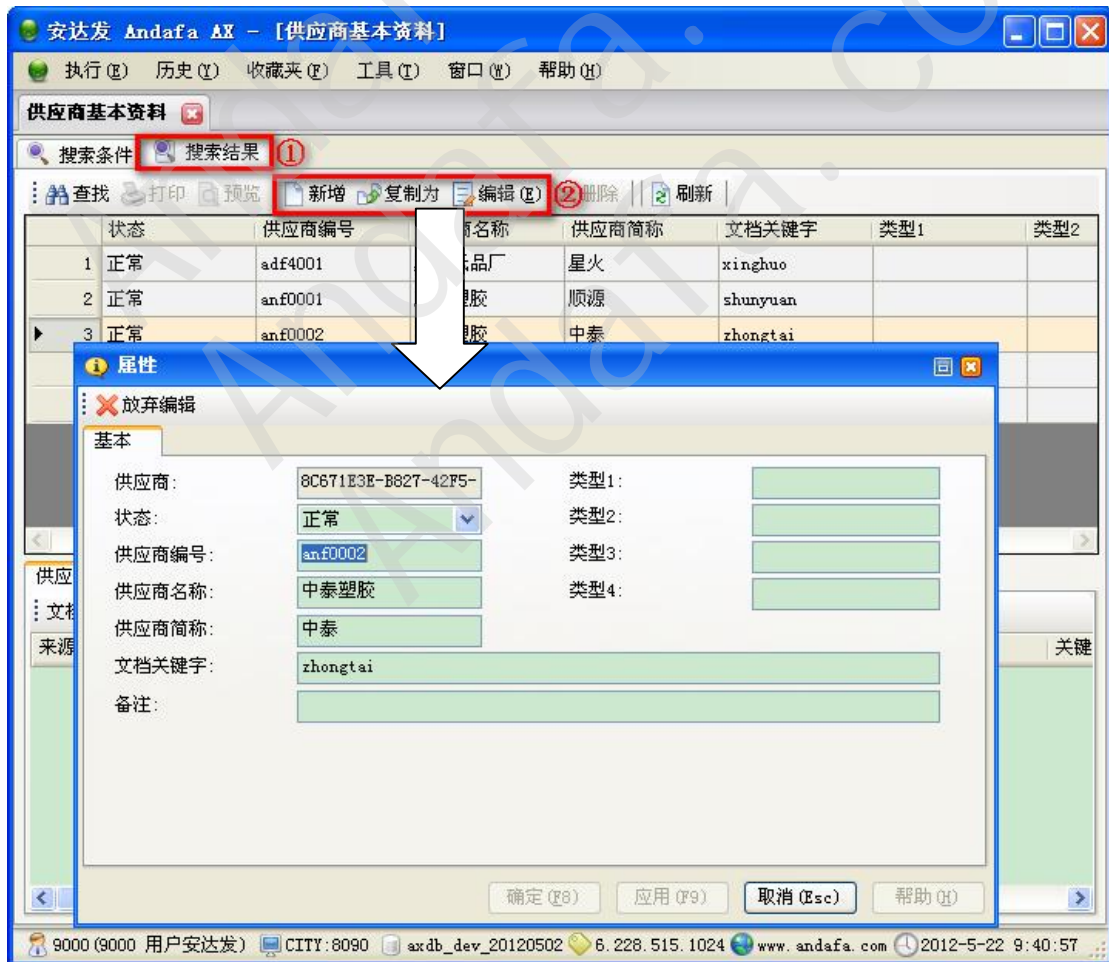 安达发 Andafa AX - [供应商基本资料]
执行(E) 历史(Y) 收藏夹(F) 工具(T) 窗口(W) 帮助(H)
供应商基本资料
搜索条件 搜索结果 ①
查找 打印 预览 新增 复制为 编辑(E) ② 删除 刷新
状态 供应商编号 名称 供应商简称 文档关键字 类型1 类型2
1 正常 adf4001 品厂 星火 xinghuo
2 正常 anf0001 塑胶 顺源 shunyuan
3 正常 anf0002 塑胶 中泰 zhongtai
属性
放弃编辑
基本
供应商: 8C671E3E-B827-42F5- 类型1:
状态: 正常 类型2:
供应商编号: anf0002 类型3:
供应商名称: 中泰塑胶 类型4:
供应商简称: 中泰
文档关键字: zhongtai
备注:
供应
文档
来源 关键
确定(F8) 应用(F9) 取消(Esc) 帮助(H)
9000(9000 用户安达发) CITY:8090 axdb_dev_20120502 6.228.515.1024 www.andafa.com 2012-5-22 9:40:57
Andafa.co
Andafa.